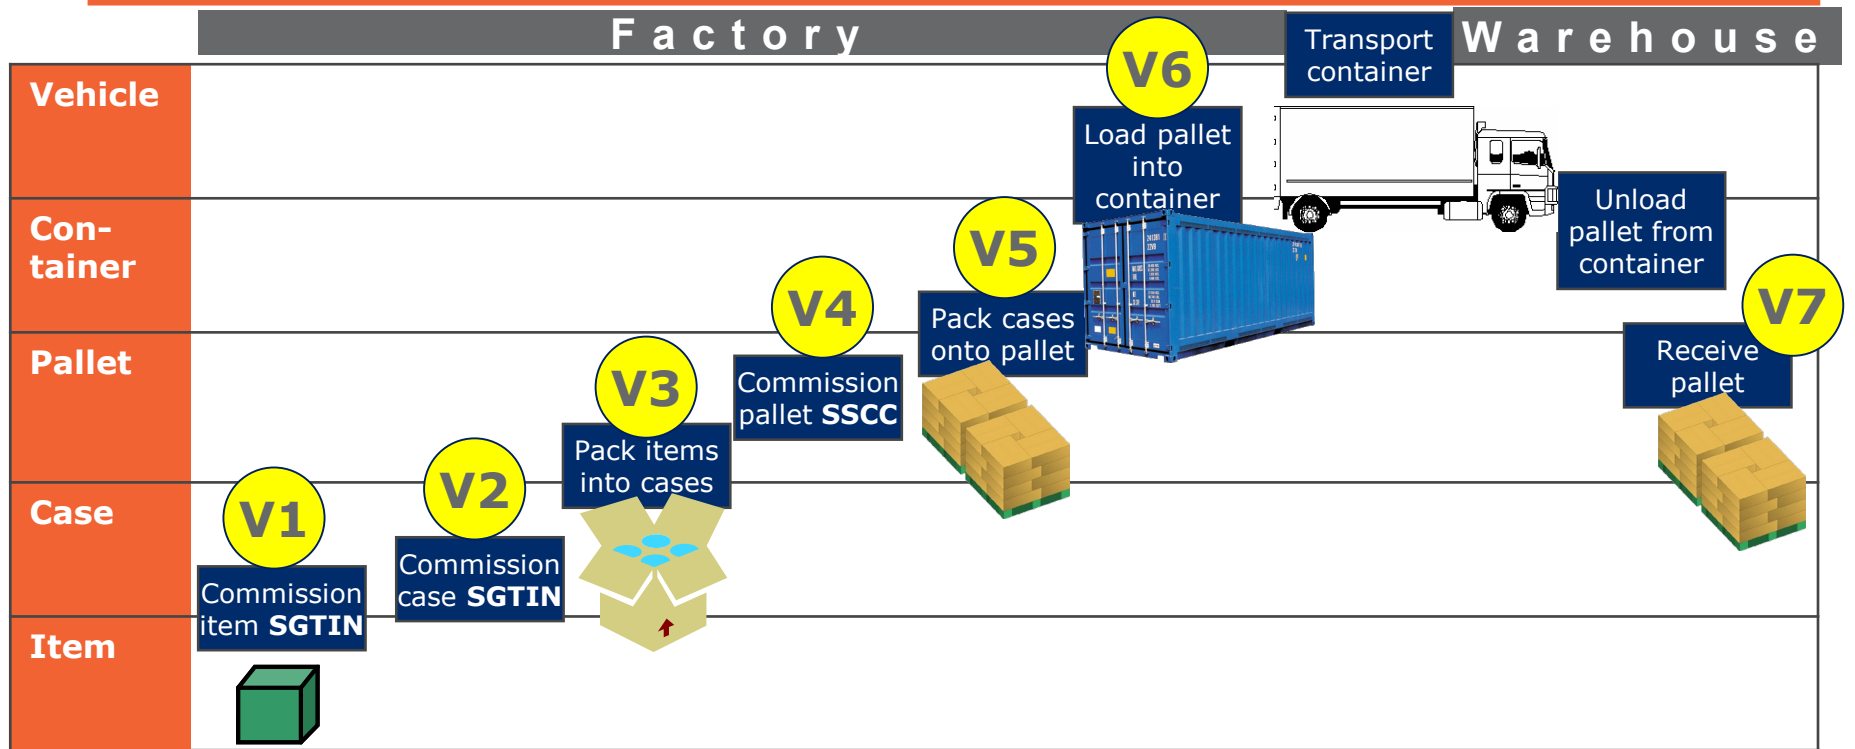 Factory
Warehouse
Transport
container
Vehicle
V6
Load pallet
into
container
Unload
pallet from
container
Con-
tainer
V5
Pack cases
onto pallet
V4
Commission
pallet SSCC
V7
Receive
pallet
Pallet
V3
Pack items
into cases
V2
Commission
case SGTIN
Case
V1
Commission
item SGTIN
Item